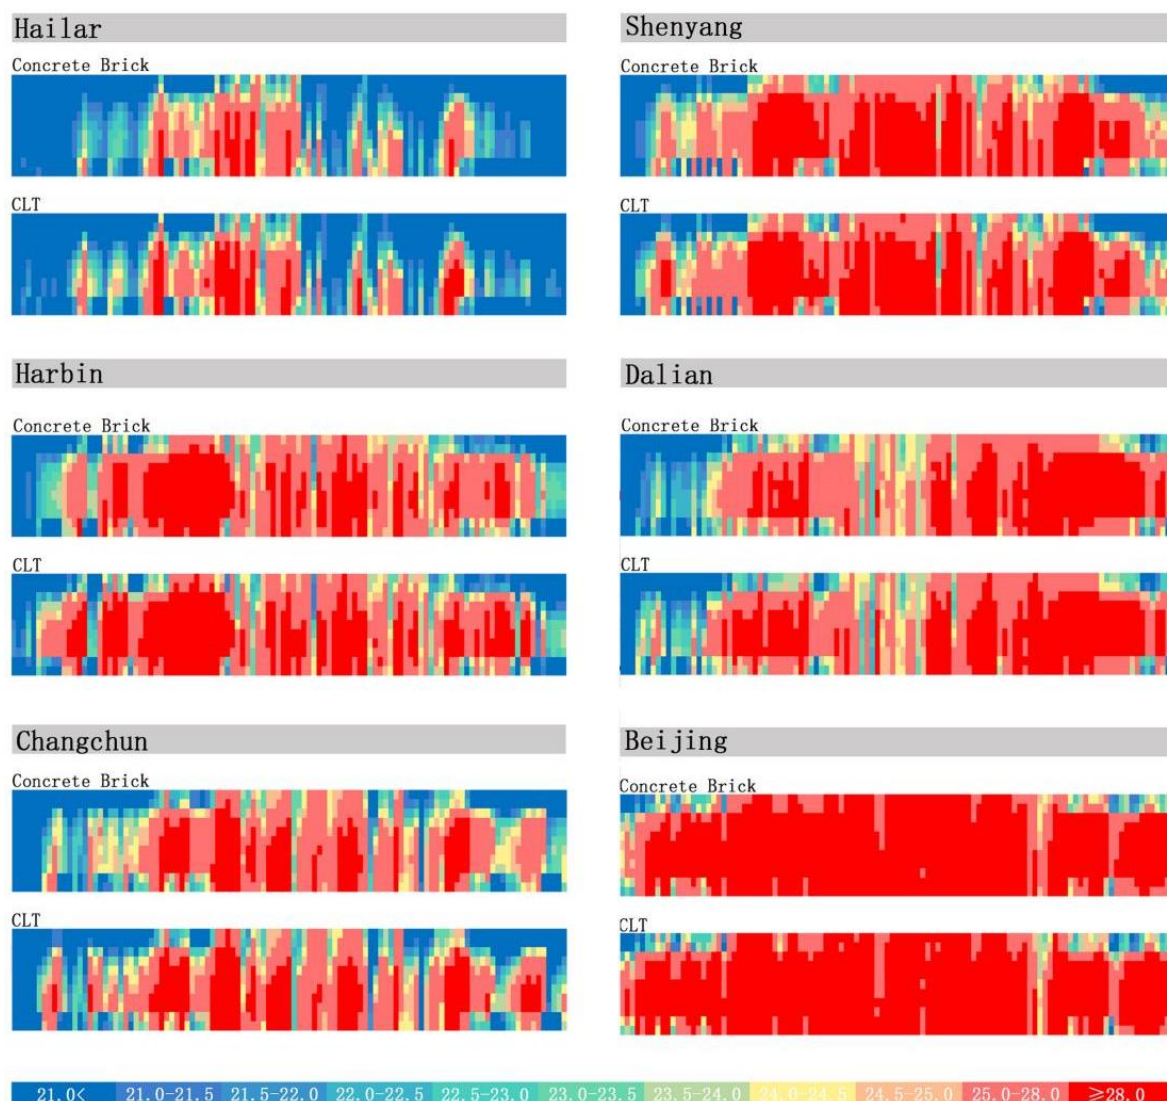 Hailar
Concrete Brick
CLT
Shenyang
Concrete Brick
CLT
Harbin
Concrete Brick
CLT
Dalian
Concrete Brick
CLT
Changchun
Concrete Brick
CLT
Beijing
Concrete Brick
CLT
21.0< 21.0-21.5 21.5-22.0 22.0-22.5 22.5-23.0 23.0-23.5 23.5-24.0 24.0-24.5 24.5-25.0 25.0-28.0 ≥28.0